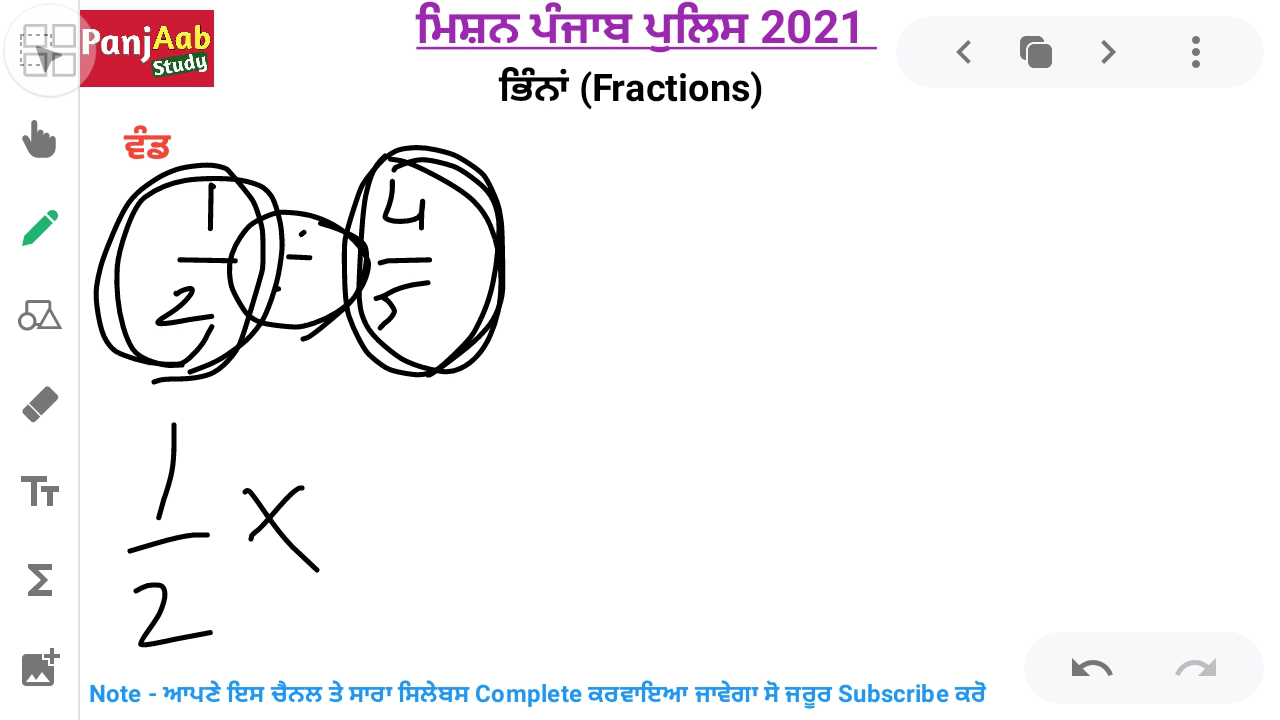 PanjAab
Study
ਮਿਸ਼ਨ ਪੰਜਾਬ ਪੁਲਿਸ 2021
ਭਿੰਨਾਂ (Fractions)
ਵੰਡ
1/2 ÷ 4/5
1/2 ×
Tт
Σ
Note - ਆਪਣੇ ਇਸ ਚੈਨਲ ਤੇ ਸਾਰਾ ਸਿਲੇਬਸ Complete ਕਰਵਾਇਆ ਜਾਵੇਗਾ ਸੋ ਜਰੂਰ Subscribe ਕਰੋ